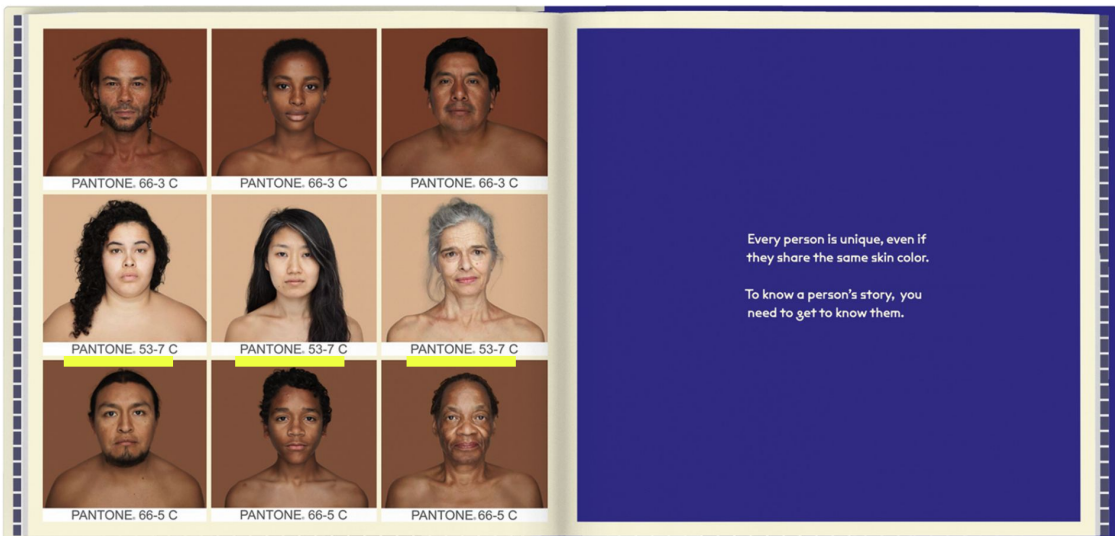 PANTONE® 66-3 C
PANTONE® 66-3 C
PANTONE® 66-3 C
PANTONE® 53-7 C
PANTONE® 53-7 C
PANTONE® 53-7 C
PANTONE® 66-5 C
PANTONE® 66-5 C
PANTONE® 66-5 C
Every person is unique, even if
they share the same skin color.
To know a person's story, you
need to get to know them.